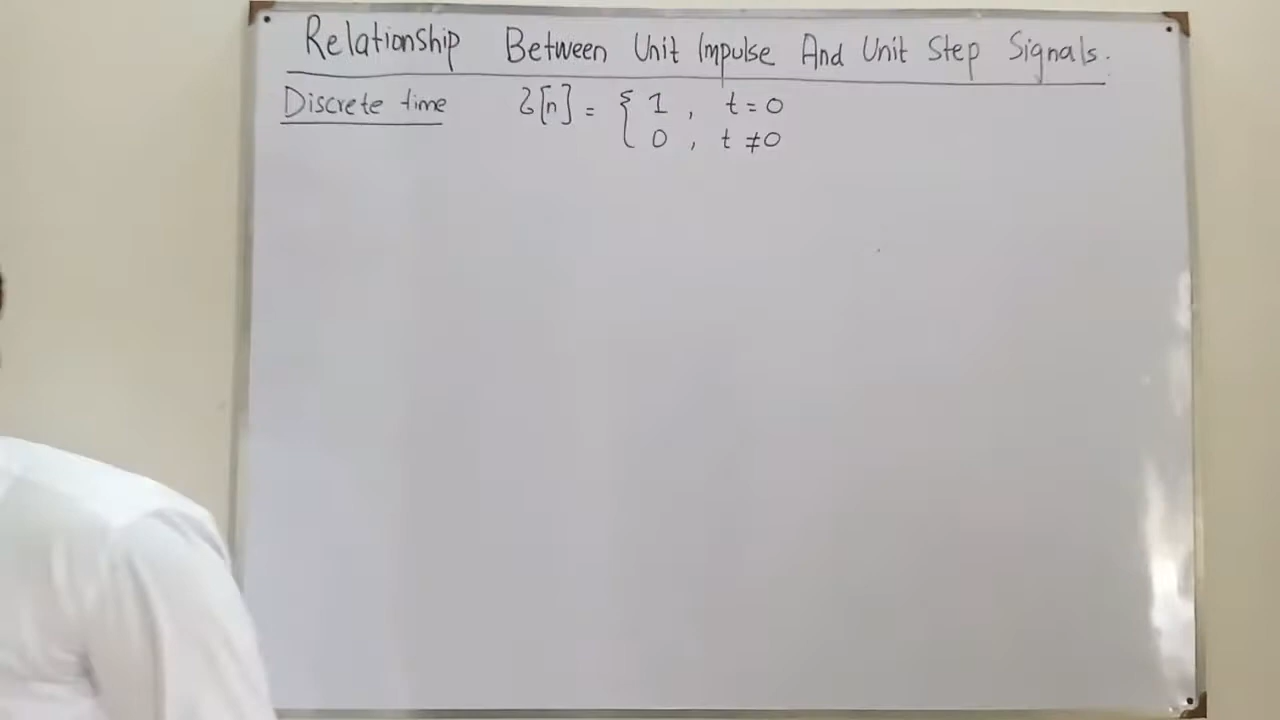 Relationship Between Unit Impulse And Unit Step Signals.
Discrete time δ[n] = { 1 , t = 0
0 , t ≠ 0